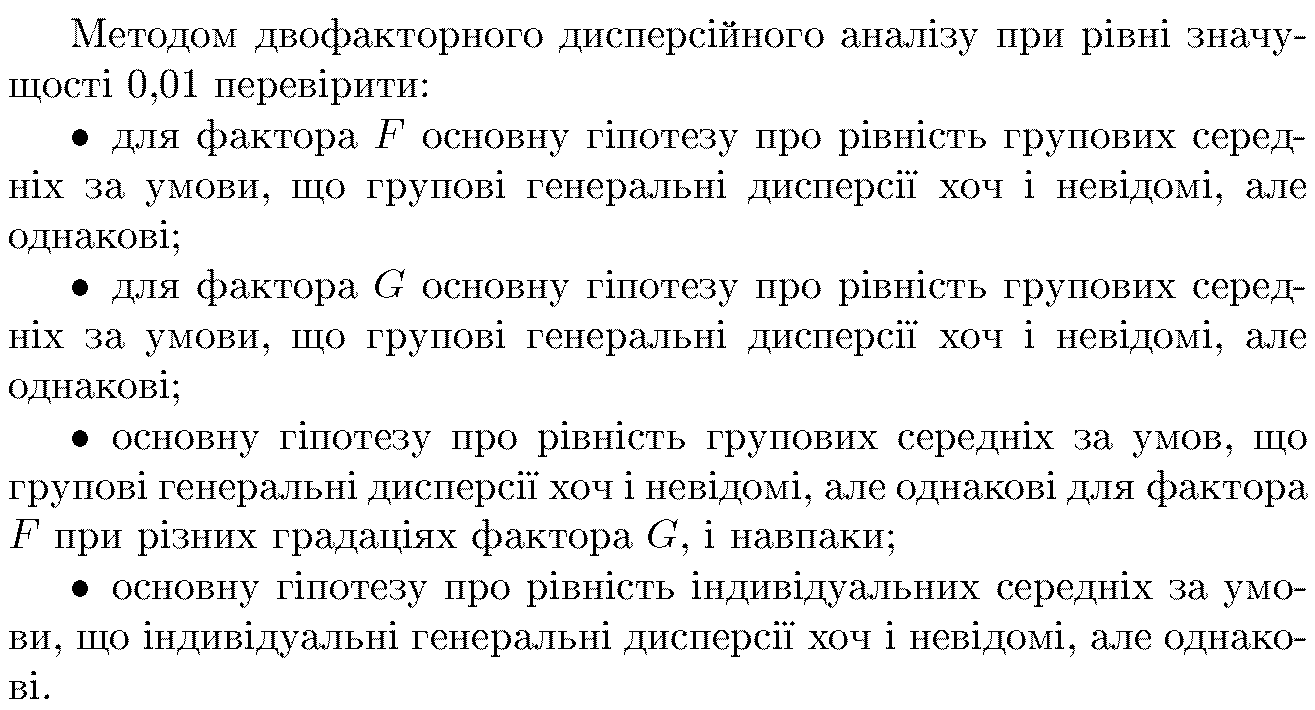 Методом двофакторного дисперсійного аналізу при рівні значу-
щості 0,01 перевірити:
• для фактора F основну гіпотезу про рівність групових серед-
ніх за умови, що групові генеральні дисперсії хоч і невідомі, але
однакові;
• для фактора G основну гіпотезу про рівність групових серед-
ніх за умови, що групові генеральні дисперсії хоч і невідомі, але
однакові;
• основну гіпотезу про рівність групових середніх за умов, що
групові генеральні дисперсії хоч і невідомі, але однакові для фактора
F при різних градаціях фактора G, і навпаки;
• основну гіпотезу про рівність індивідуальних середніх за умо-
ви, що індивідуальні генеральні дисперсії хоч і невідомі, але однако-
ві.